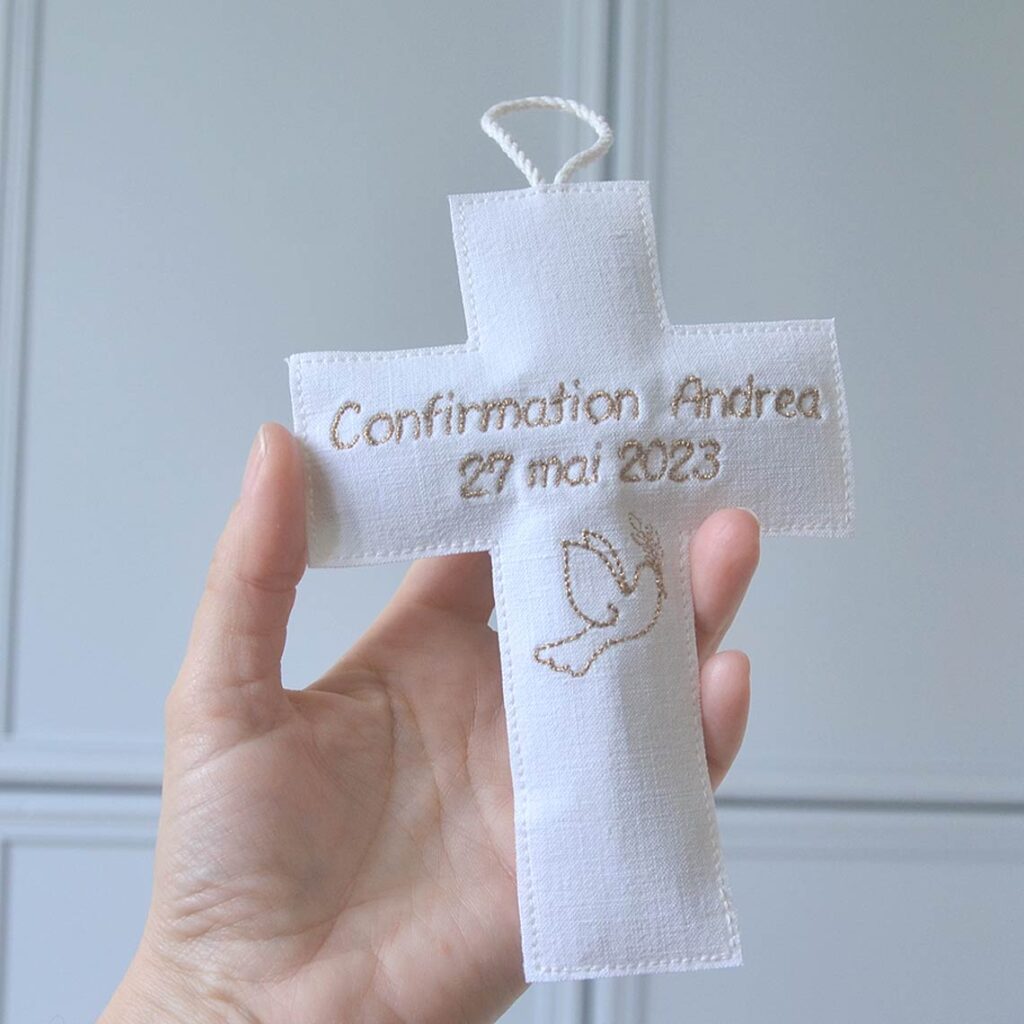 Confirmation Andrea
27 mai 2023